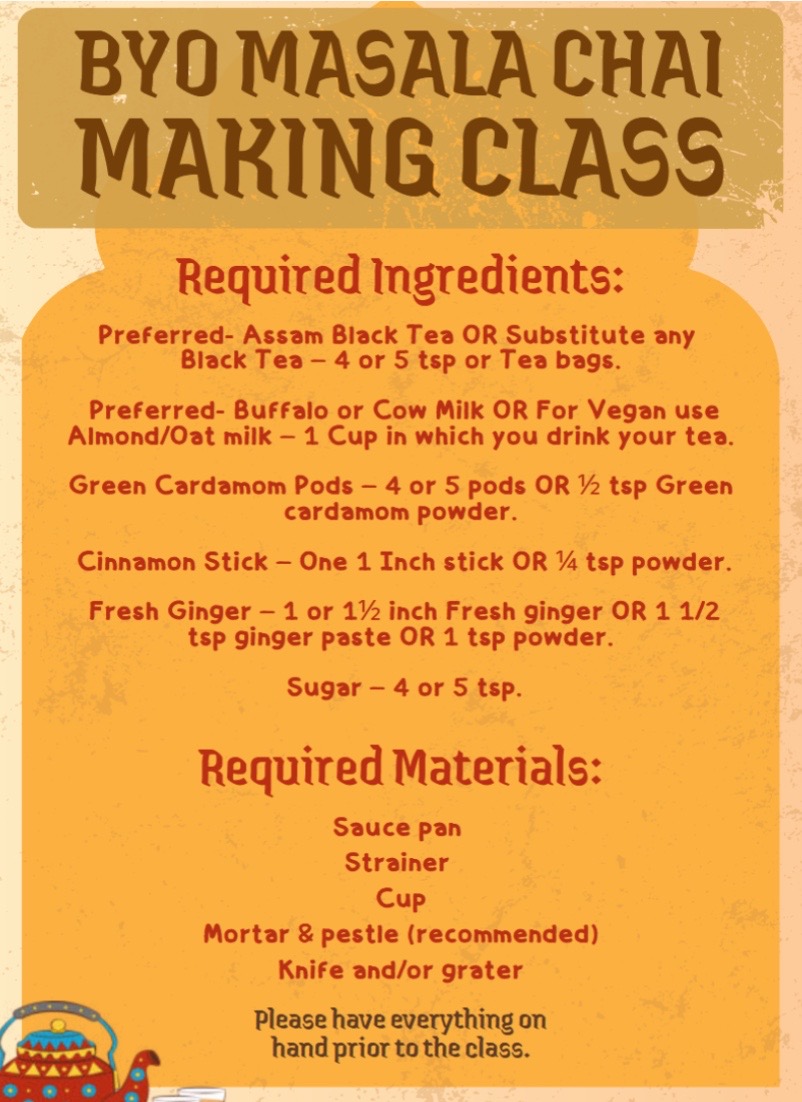 BYO MASALA CHAI
MAKING CLASS
Required Ingredients:
Preferred- Assam Black Tea OR Substitute any
Black Tea – 4 or 5 tsp or Tea bags.
Preferred- Buffalo or Cow Milk OR For Vegan use
Almond/Oat milk – 1 Cup in which you drink your tea.
Green Cardamom Pods – 4 or 5 pods OR ½ tsp Green
cardamom powder.
Cinnamon Stick – One 1 Inch stick OR ¼ tsp powder.
Fresh Ginger – 1 or 1½ inch Fresh ginger OR 1 1/2
tsp ginger paste OR 1 tsp powder.
Sugar – 4 or 5 tsp.
Required Materials:
Sauce pan
Strainer
Cup
Mortar & pestle (recommended)
Knife and/or grater
Please have everything on
hand prior to the class.